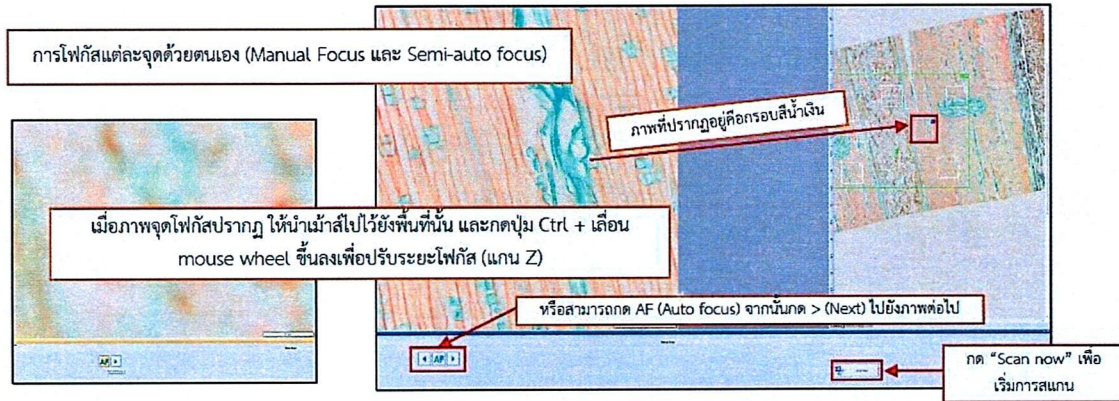 การโฟกัสแต่ละจุดด้วยตนเอง (Manual Focus และ Semi-auto focus)
ภาพที่ปรากฏอยู่คือกรอบสีน้ำเงิน
เมื่อภาพจุดโฟกัสปรากฏ ให้นำเม้าส์ไปไว้ยังพื้นที่นั้น และกดปุ่ม Ctrl + เลื่อน
mouse wheel ขึ้นลงเพื่อปรับระยะโฟกัส (แกน Z)
หรือสามารถกด AF (Auto focus) จากนั้นกด > (Next) ไปยังภาพต่อไป
AF
AF
กด “Scan now” เพื่อ
เริ่มการสแกน